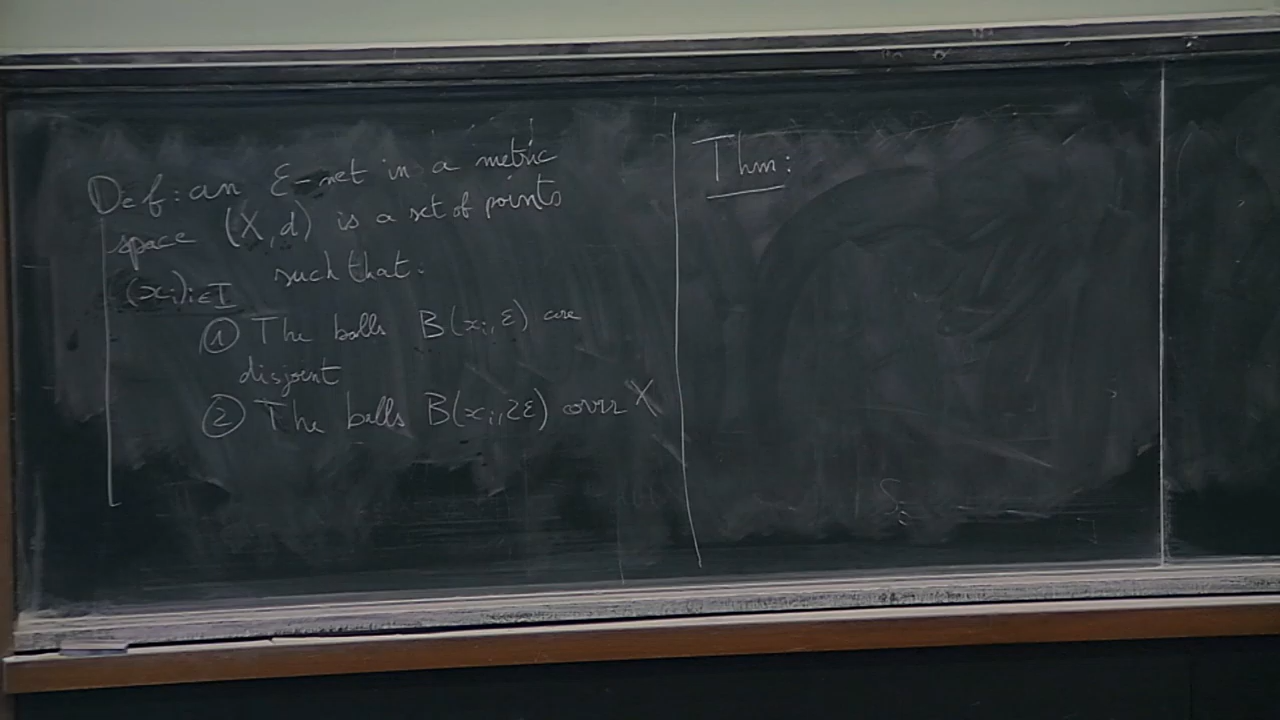 Def: an ε-net in a metric
space (X,d) is a set of points
(xᵢ)ᵢ∈I such that:
① The balls B(xᵢ,ε) are
disjoint
② The balls B(xᵢ,2ε) cover X
Thm: